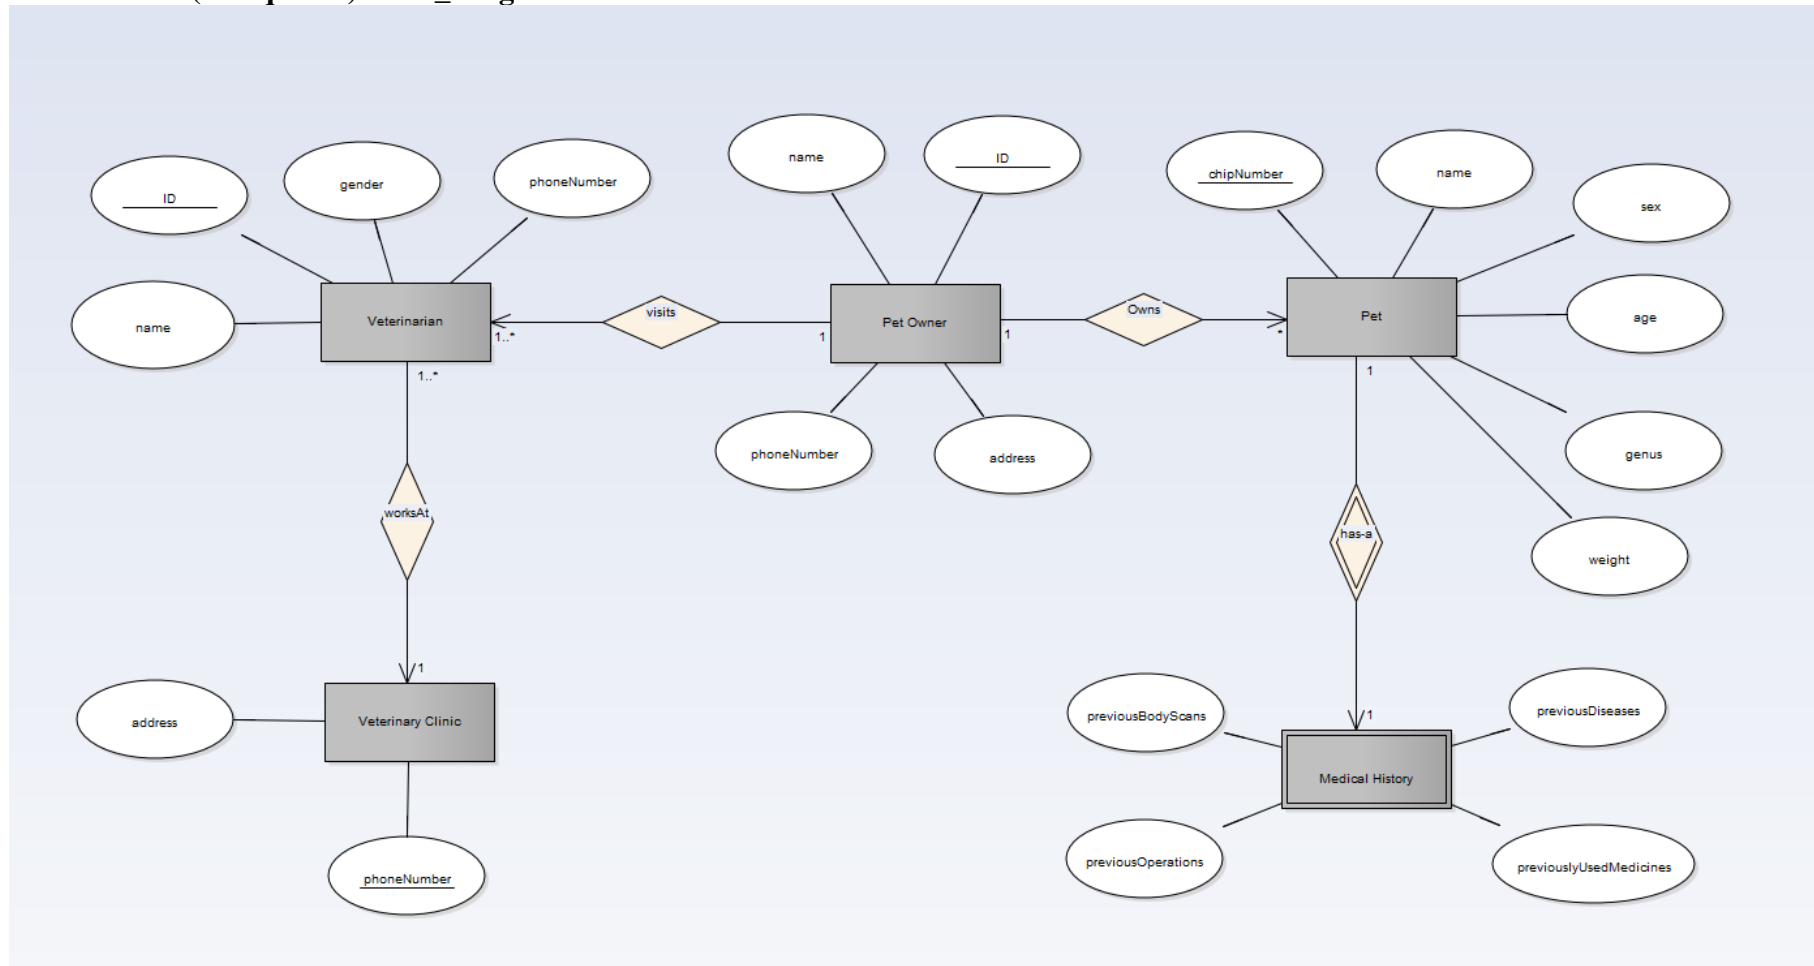 name
ID
chipNumber
name
ID
gender
phoneNumber
sex
name
Veterinarian
visits
Pet Owner
Owns
Pet
age
1..*
1
1
*
1..*
1
phoneNumber
address
genus
worksAt
has-a
weight
1
1
address
Veterinary Clinic
previousBodyScans
previousDiseases
Medical History
phoneNumber
previousOperations
previouslyUsedMedicines